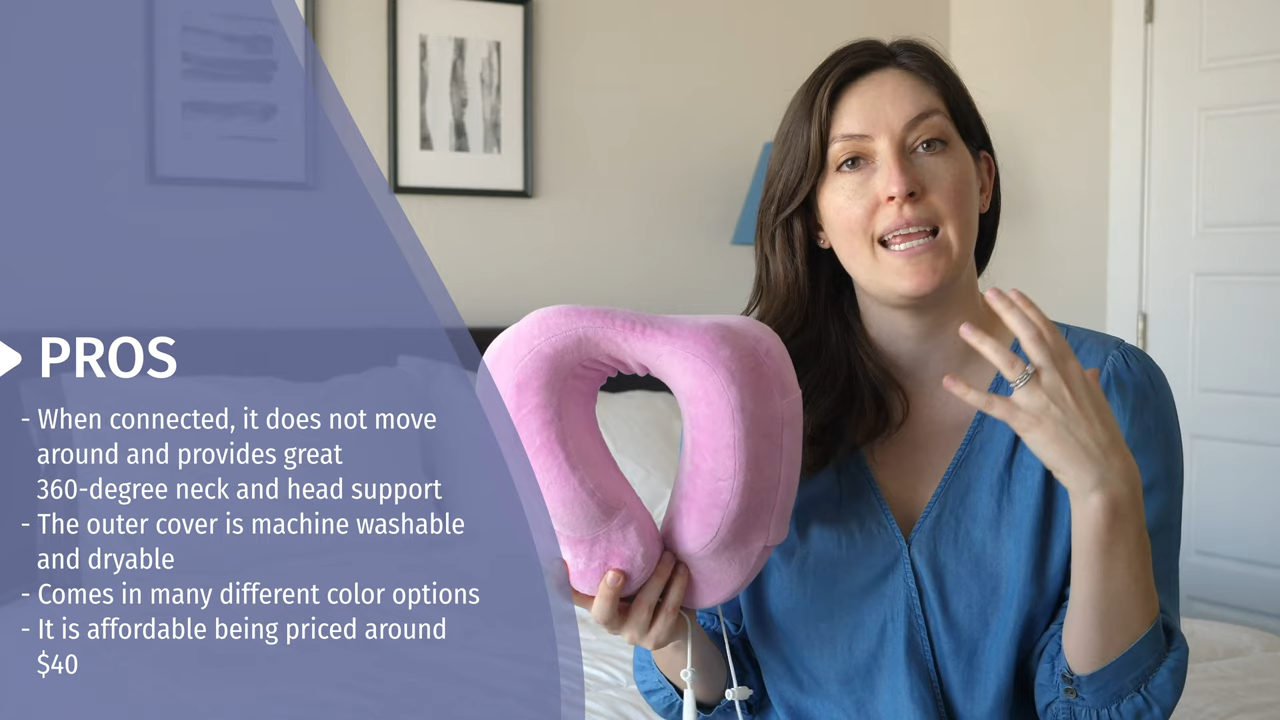 PROS
- When connected, it does not move
around and provides great
360-degree neck and head support
- The outer cover is machine washable
and dryable
- Comes in many different color options
- It is affordable being priced around
$40